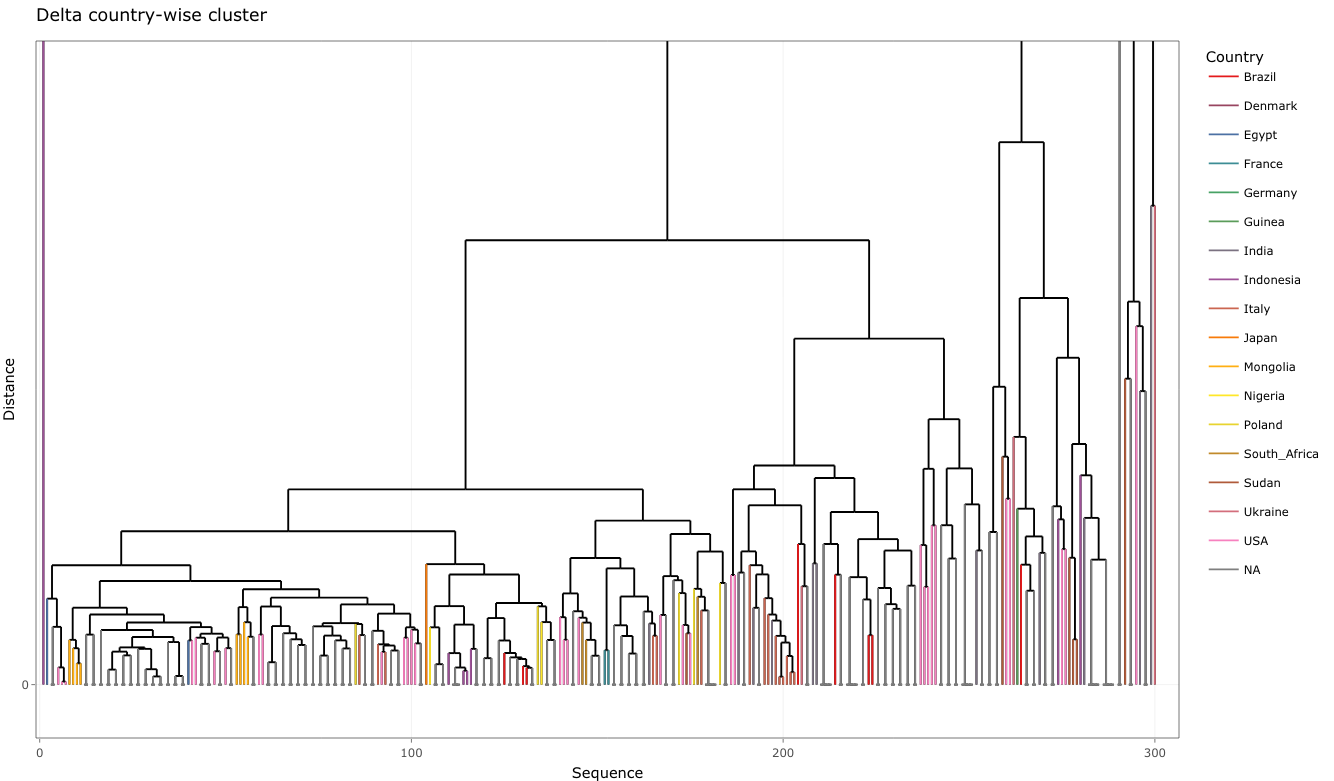 Delta country-wise cluster
Country
Brazil
Denmark
Egypt
France
Germany
Guinea
India
Indonesia
Italy
Japan
Mongolia
Nigeria
Poland
South_Africa
Sudan
Ukraine
USA
NA
Distance
0
0
100
200
300
Sequence